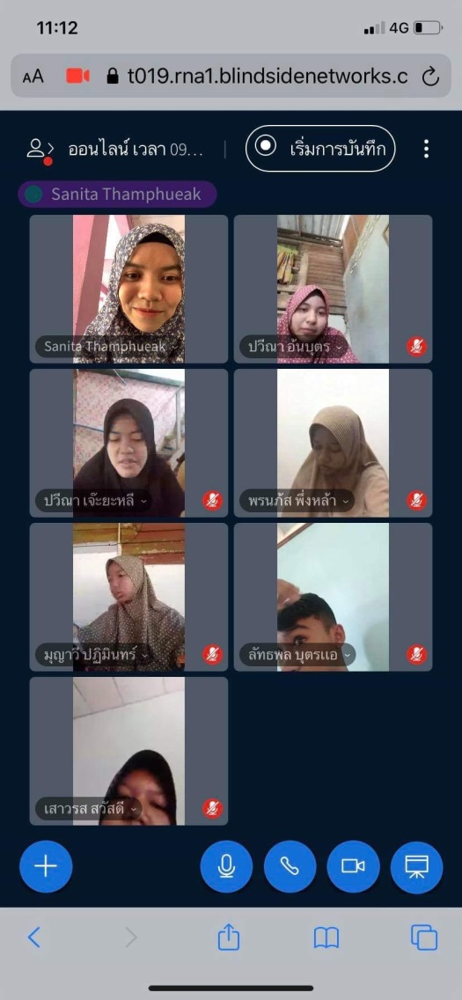 11:12
4G
AA
t019.rna1.blindsidenetworks.c
ออนไลน์ เวลา 09...
เริ่มการบันทึก
Sanita Thamphueak
Sanita Thamphueak
ปวีณา อ้นบุตร
ปวีณา เจ๊ะยะหลี
พรนภัส พึ่งหล้า
มุญาวี ปฏิมินทร์
ลัทธพล บุตรแอ
เสาวรส สวัสดี